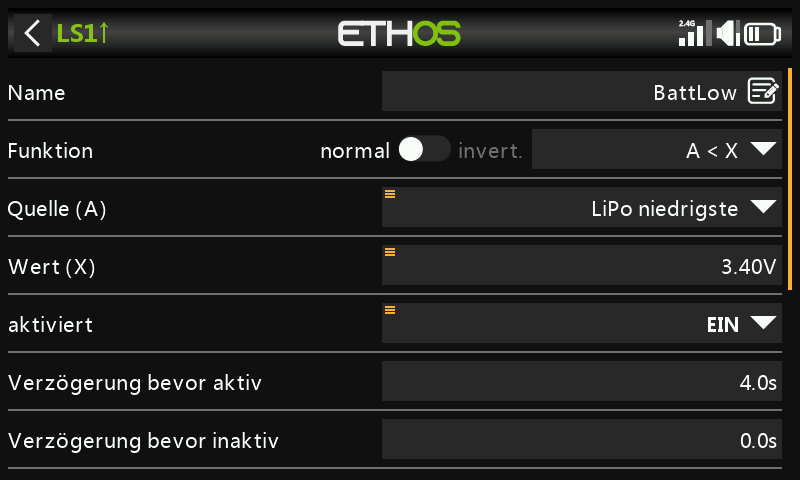 LS1↑ ETHOS 2.4G
Name BattLow
Funktion normal invert. A < X
Quelle (A) LiPo niedrigste
Wert (X) 3.40V
aktiviert EIN
Verzögerung bevor aktiv 4.0s
Verzögerung bevor inaktiv 0.0s